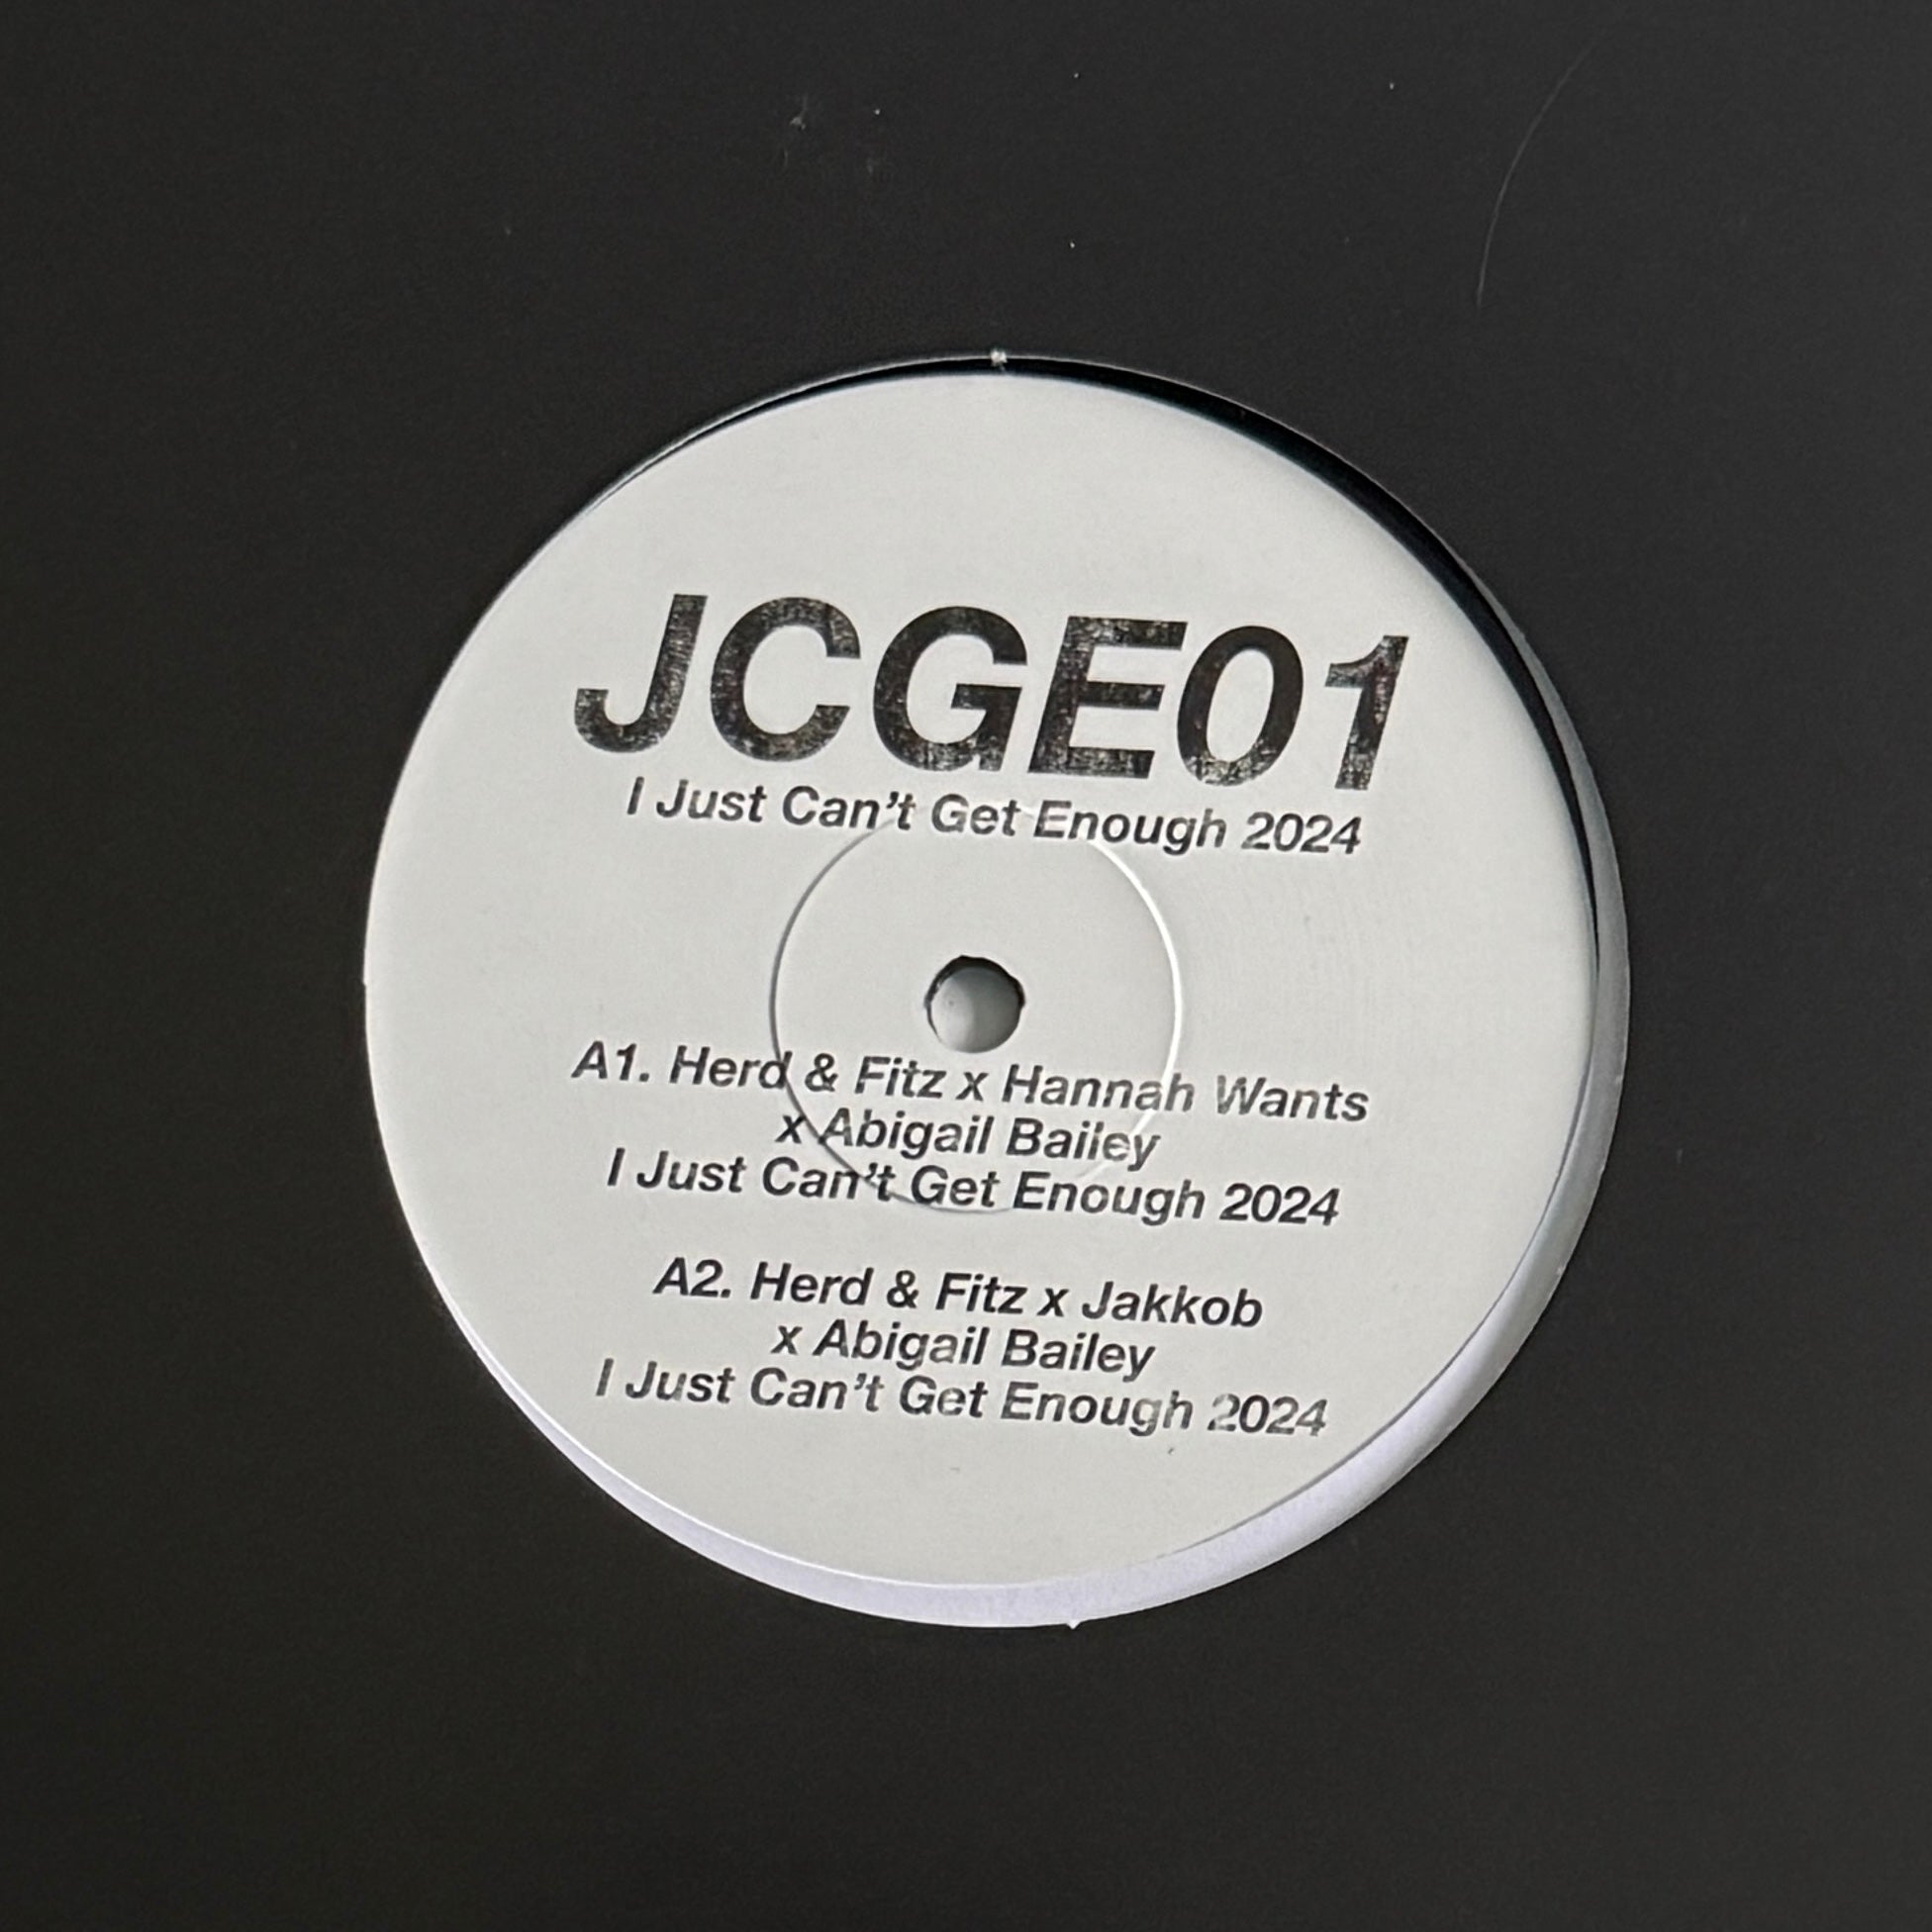 JCGE01
I Just Can’t Get Enough 2024
A1. Herd & Fitz x Hannah Wants
x Abigail Bailey
I Just Can’t Get Enough 2024
A2. Herd & Fitz x Jakkob
x Abigail Bailey
I Just Can’t Get Enough 2024